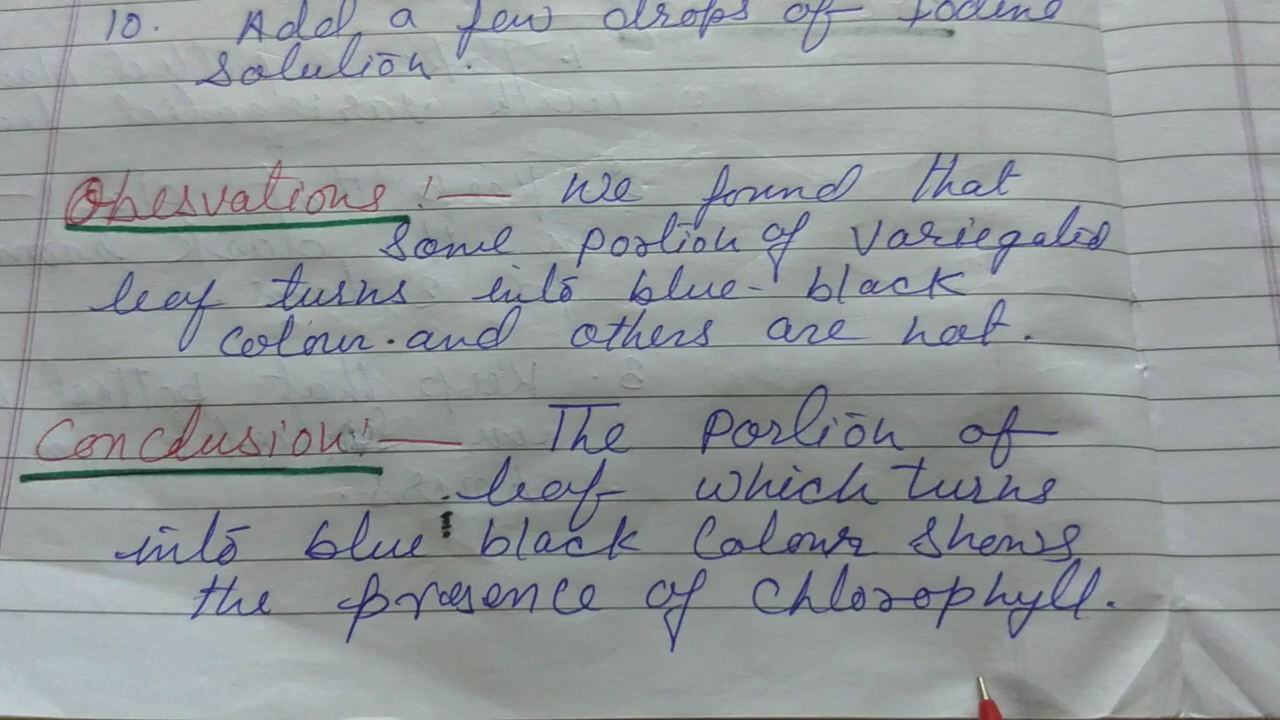 10. Add a few drops of Iodine
solution.
Obesvations :— We found that
some portion of variegated
leaf turns into blue-black
colour. and others are not.
Conclusion :— The portion of
leaf which turns
into blue black colour shows
the presence of chlorophyll.